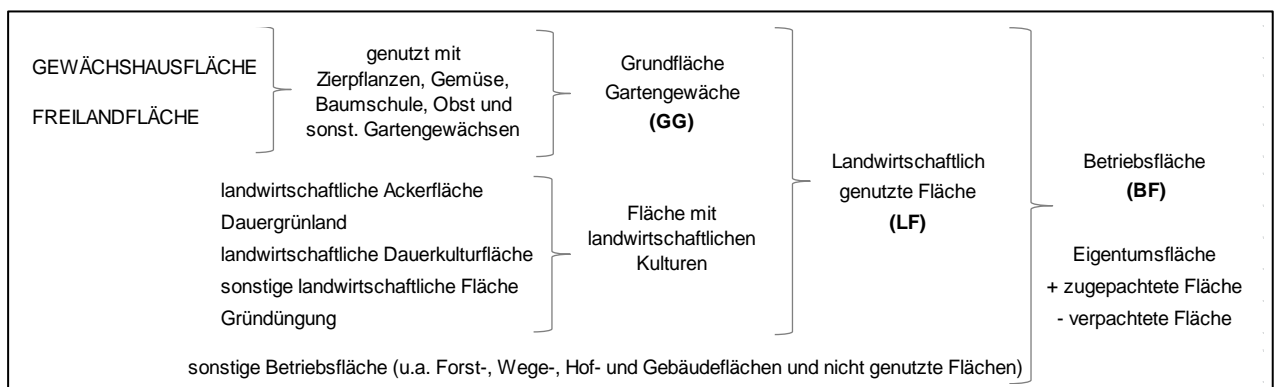 GEWÄCHSHAUSFLÄCHE
FREILANDFLÄCHE
genutzt mit
Zierpflanzen, Gemüse,
Baumschule, Obst und
sonst. Gartengewächsen
Grundfläche
Gartengewäche
(GG)
landwirtschaftliche Ackerfläche
Dauergrünland
landwirtschaftliche Dauerkulturfläche
sonstige landwirtschaftliche Fläche
Gründüngung
Fläche mit
landwirtschaftlichen
Kulturen
Landwirtschaftlich
genutzte Fläche
(LF)
Betriebsfläche
(BF)
Eigentumsfläche
+ zugepachtete Fläche
- verpachtete Fläche
sonstige Betriebsfläche (u.a. Forst-, Wege-, Hof- und Gebäudeflächen und nicht genutzte Flächen)